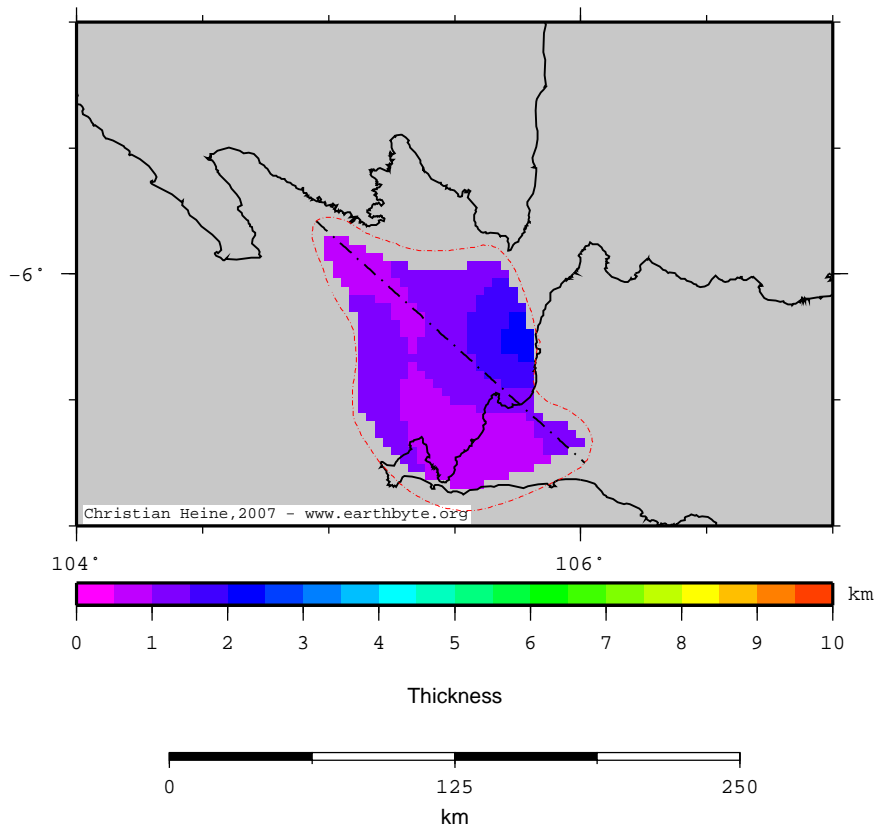 -6°
Christian Heine,2007 - www.earthbyte.org
104° 106°
km
0 1 2 3 4 5 6 7 8 9 10
Thickness
0 125 250
km